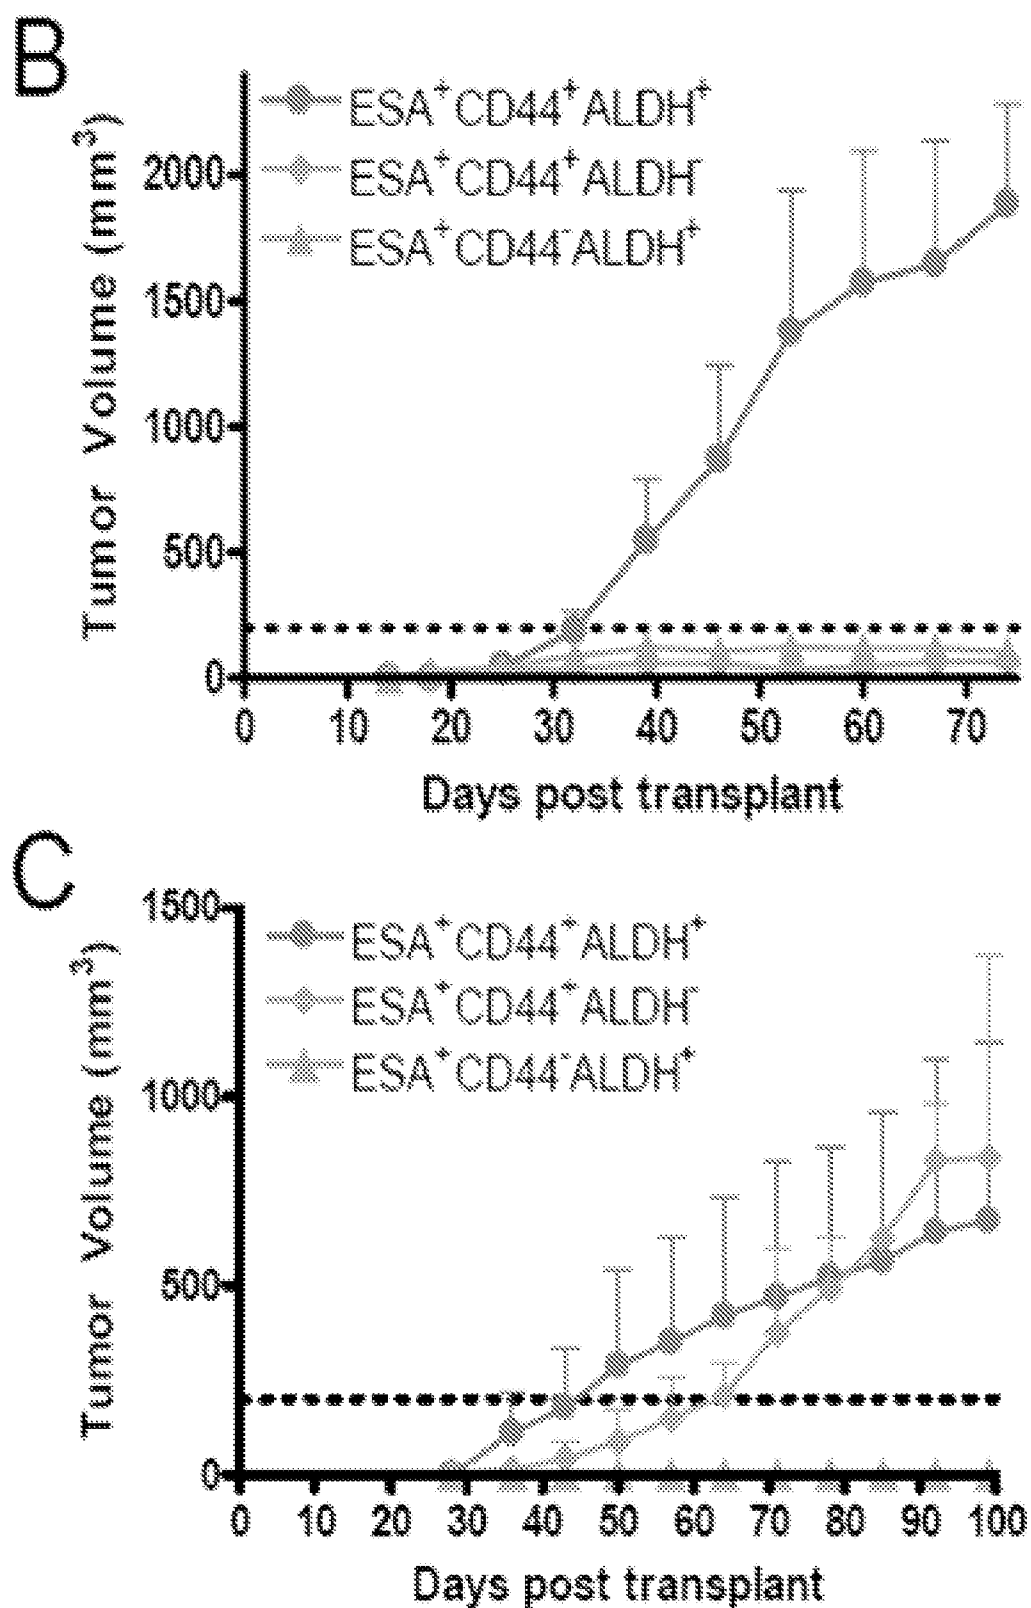 B
ESA⁺CD44⁺ALDH⁺
ESA⁺CD44⁺ALDH⁻
ESA⁺CD44⁻ALDH⁺
Tumor Volume (mm³)
2000
1500
1000
500
0
0 10 20 30 40 50 60 70
Days post transplant
C
ESA⁺CD44⁺ALDH⁺
ESA⁺CD44⁺ALDH⁻
ESA⁺CD44⁻ALDH⁺
Tumor Volume (mm³)
1500
1000
500
0
0 10 20 30 40 50 60 70 80 90 100
Days post transplant